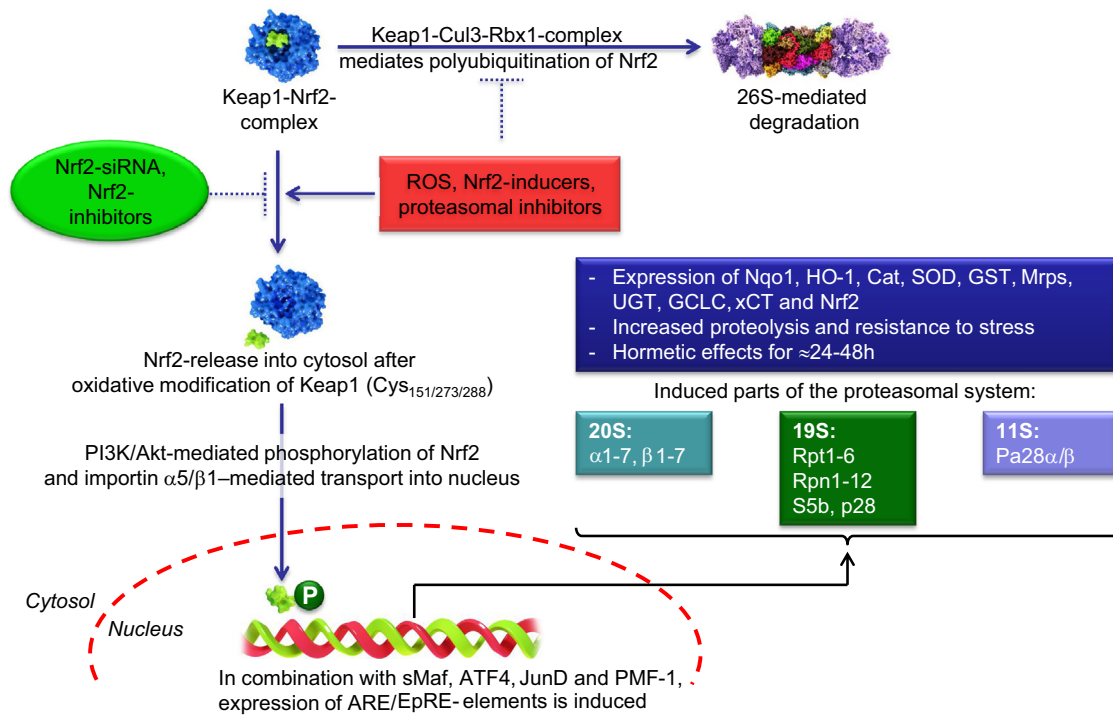 Keap1-Cul3-Rbx1-complex
mediates polyubiquitination of Nrf2
Keap1-Nrf2-
complex
26S-mediated
degradation
Nrf2-siRNA,
Nrf2-
inhibitors
ROS, Nrf2-inducers,
proteasomal inhibitors
- Expression of Nqo1, HO-1, Cat, SOD, GST, Mrps,
UGT, GCLC, xCT and Nrf2
- Increased proteolysis and resistance to stress
- Hormetic effects for ≈24-48h
Nrf2-release into cytosol after
oxidative modification of Keap1 (Cys151/273/288)
Induced parts of the proteasomal system:
20S:
α1-7, β1-7
19S:
Rpt1-6
Rpn1-12
S5b, p28
11S:
Pa28α/β
PI3K/Akt-mediated phosphorylation of Nrf2
and importin α5/β1–mediated transport into nucleus
P
Cytosol
Nucleus
In combination with sMaf, ATF4, JunD and PMF-1,
expression of ARE/EpRE-elements is induced